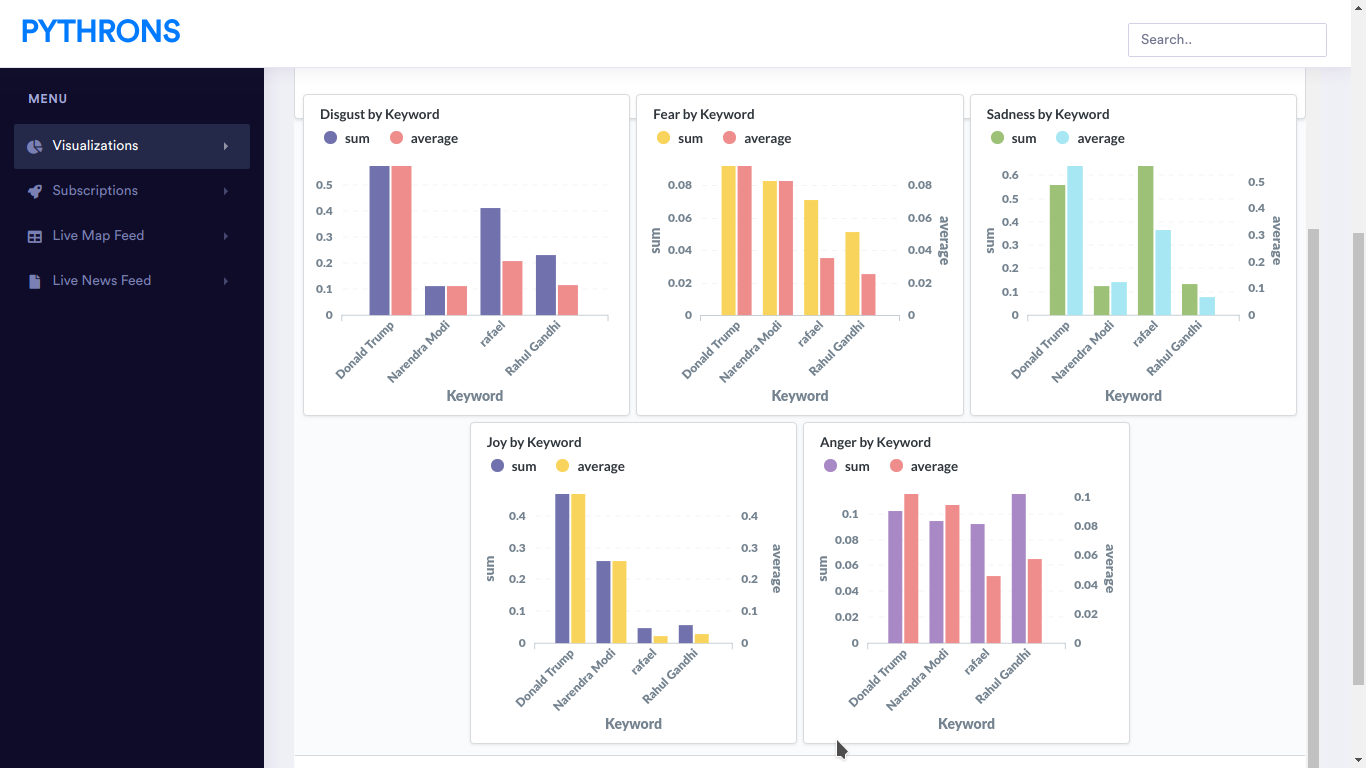 PYTHRONS
Search..
MENU
Visualizations
Subscriptions
Live Map Feed
Live News Feed
Disgust by Keyword
sum average
0.5
0.4
0.3
0.2
0.1
0
Donald Trump
Narendra Modi
rafael
Rahul Gandhi
Keyword
Fear by Keyword
sum average
sum
0.08
0.06
0.04
0.02
0
0.08
0.06
0.04
0.02
0
average
Donald Trump
Narendra Modi
rafael
Rahul Gandhi
Keyword
Sadness by Keyword
sum average
sum
0.6
0.5
0.4
0.3
0.2
0.1
0
0.5
0.4
0.3
0.2
0.1
0
average
Donald Trump
Narendra Modi
rafael
Rahul Gandhi
Keyword
Joy by Keyword
sum average
sum
0.4
0.3
0.2
0.1
0
0.4
0.3
0.2
0.1
0
average
Donald Trump
Narendra Modi
rafael
Rahul Gandhi
Keyword
Anger by Keyword
sum average
sum
0.1
0.08
0.06
0.04
0.02
0
0.1
0.08
0.06
0.04
0.02
0
average
Donald Trump
Narendra Modi
rafael
Rahul Gandhi
Keyword